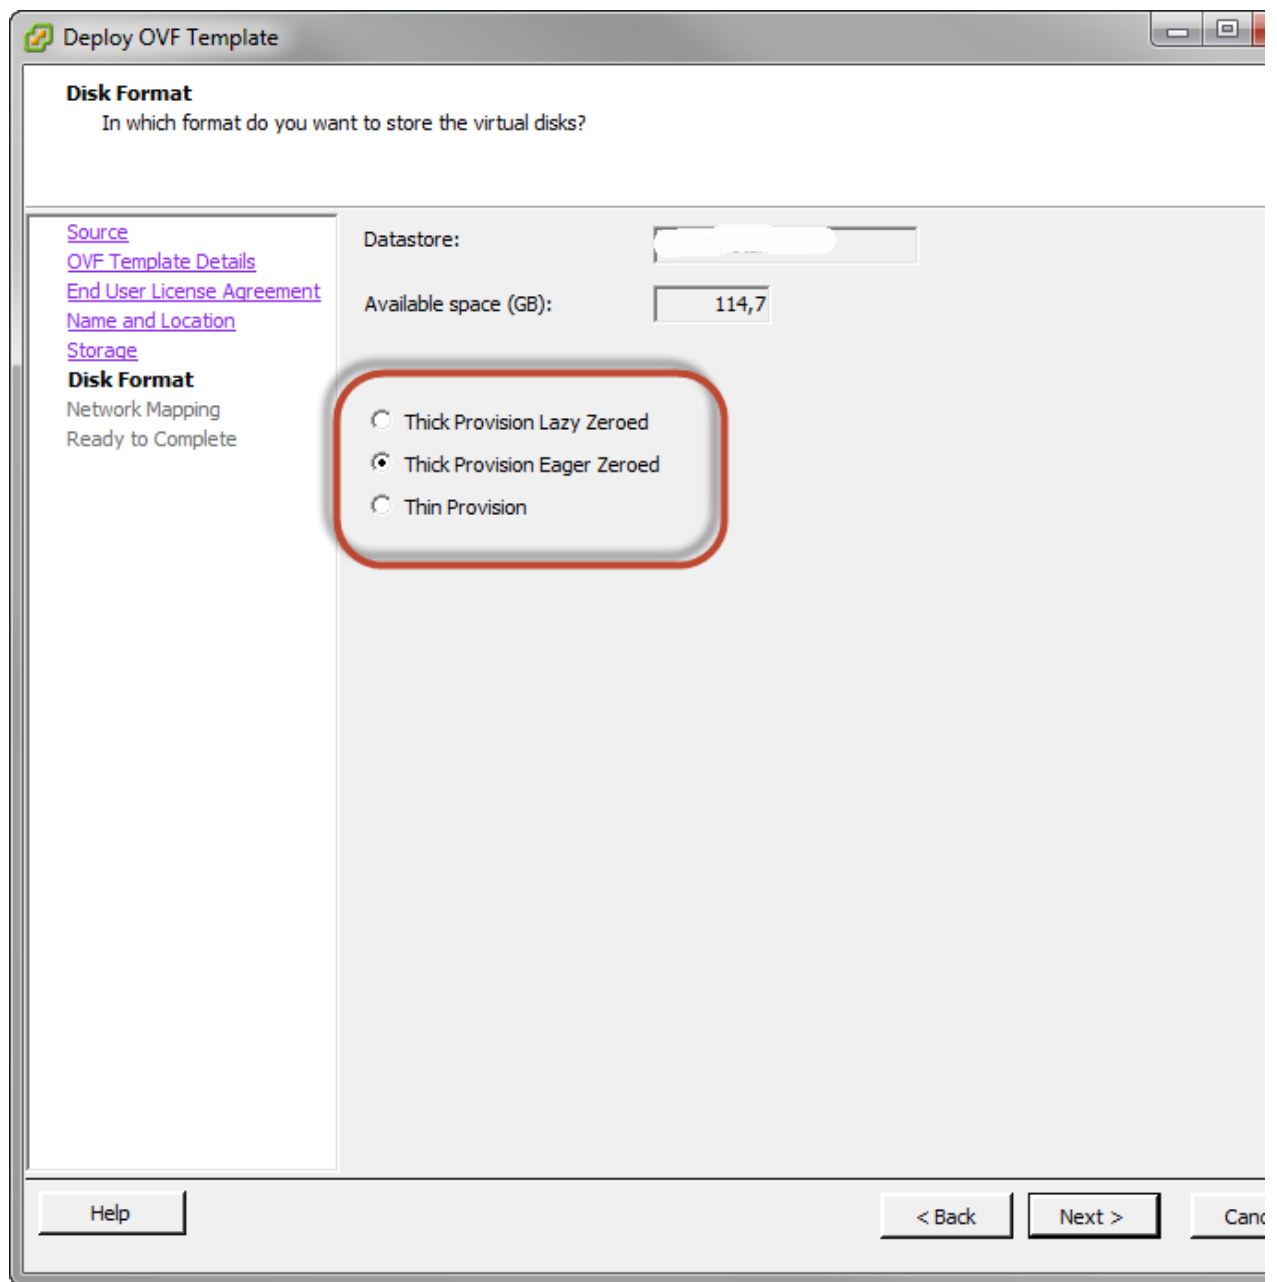 Deploy OVF Template
Disk Format
In which format do you want to store the virtual disks?
Source
OVF Template Details
End User License Agreement
Name and Location
Storage
Disk Format
Network Mapping
Ready to Complete
Datastore:
Available space (GB): 114,7
Thick Provision Lazy Zeroed
Thick Provision Eager Zeroed
Thin Provision
Help
< Back
Next >
Canc